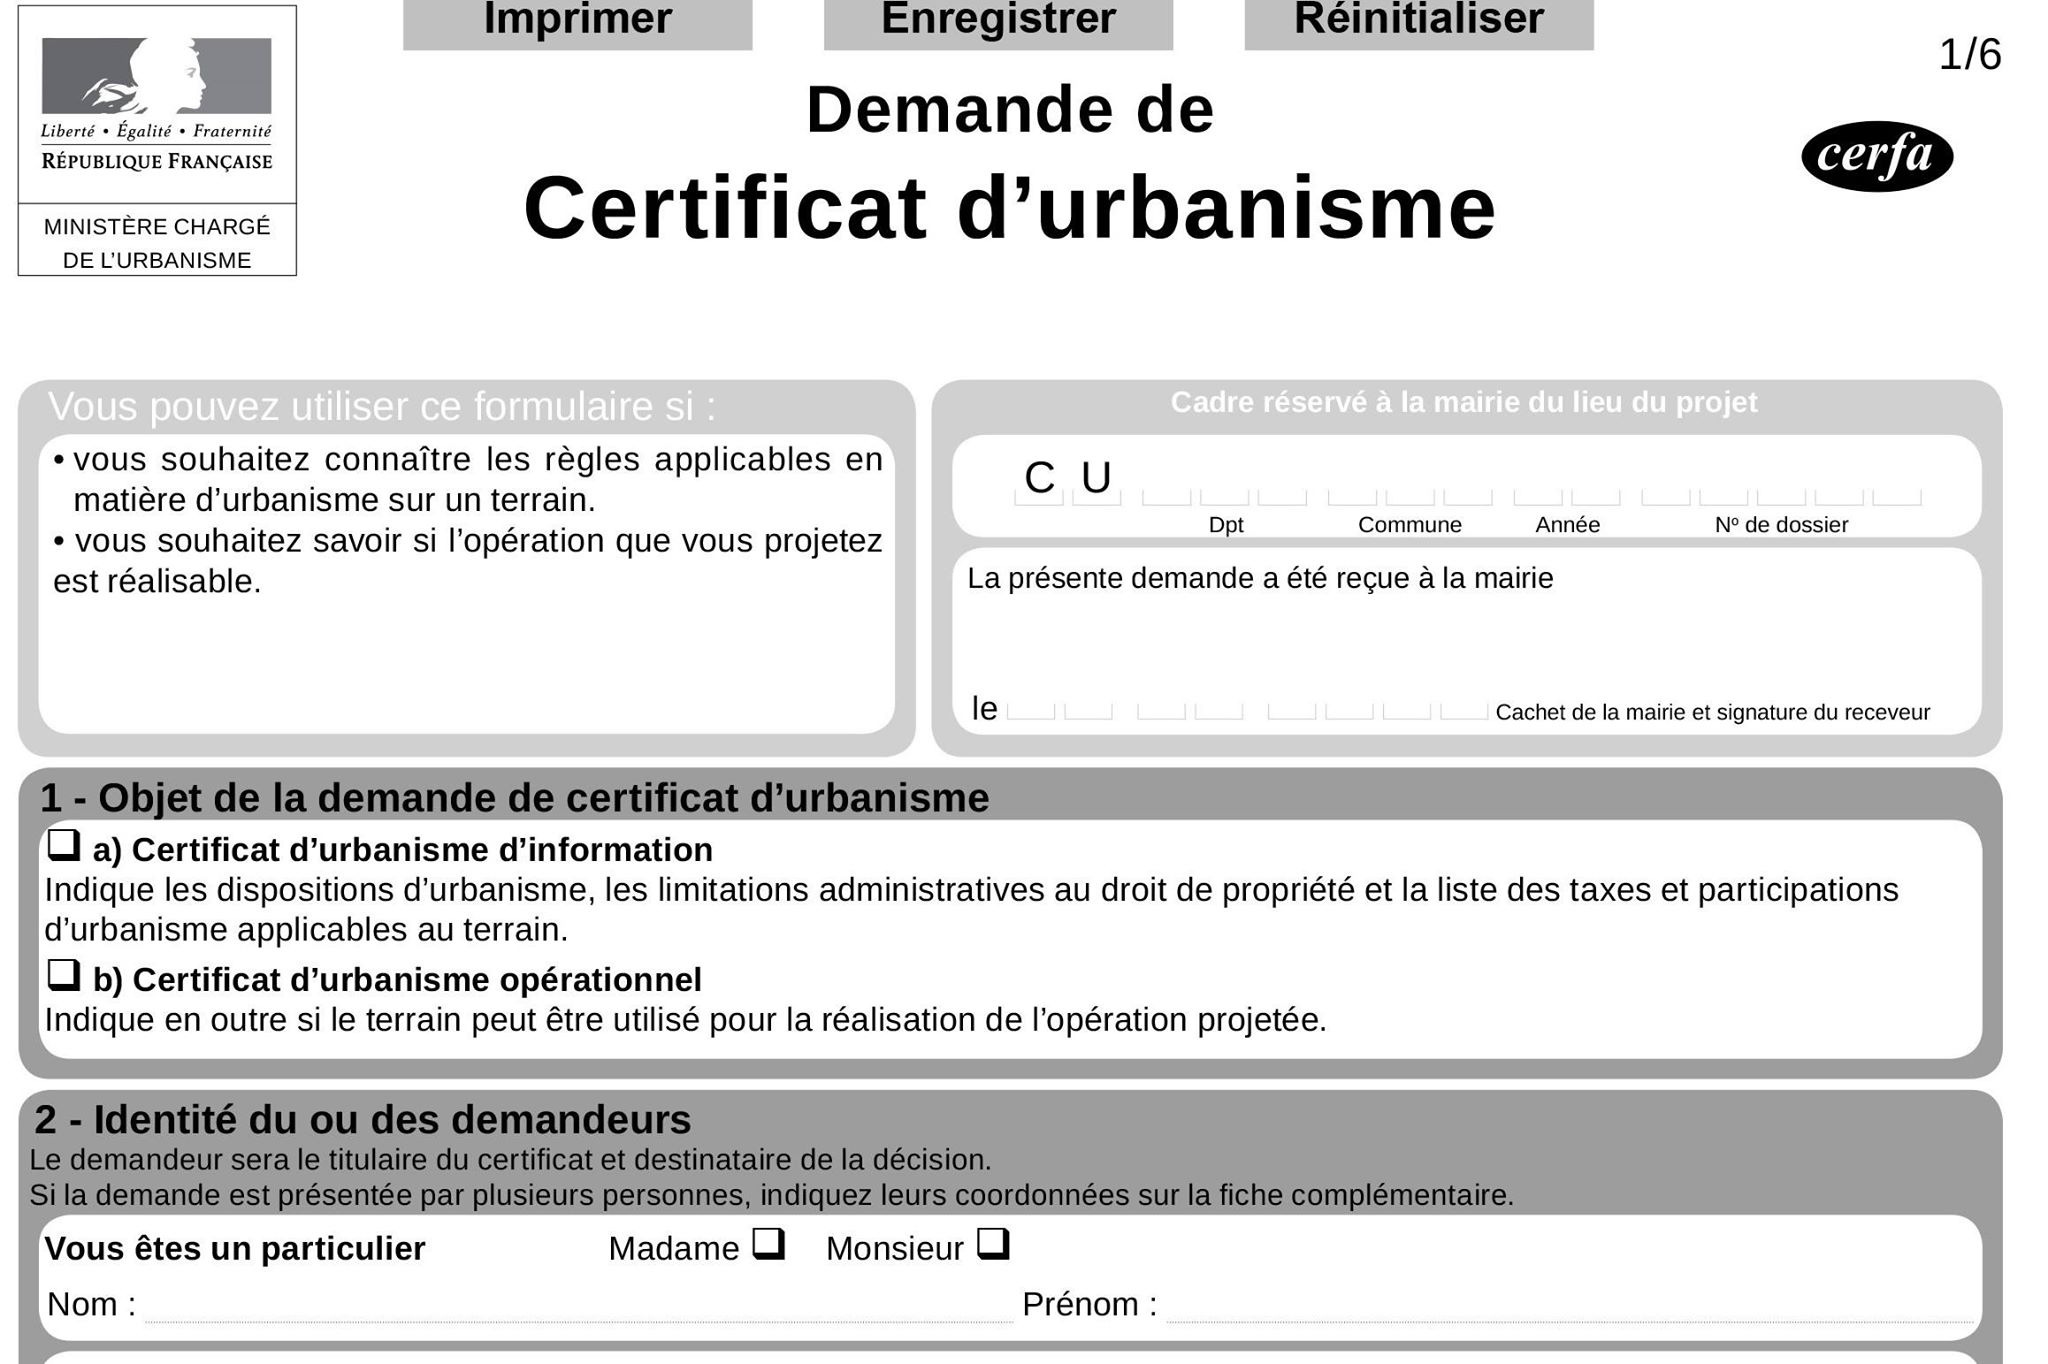 Imprimer Enregistrer Réinitialiser
1/6
Liberté • Égalité • Fraternité
RÉPUBLIQUE FRANÇAISE
MINISTÈRE CHARGÉ
DE L’URBANISME
Demande de
Certificat d’urbanisme
cerfa
Vous pouvez utiliser ce formulaire si :
• vous souhaitez connaître les règles applicables en
matière d’urbanisme sur un terrain.
• vous souhaitez savoir si l’opération que vous projetez
est réalisable.
Cadre réservé à la mairie du lieu du projet
C U
Dpt Commune Année Nº de dossier
La présente demande a été reçue à la mairie
le Cachet de la mairie et signature du receveur
1 - Objet de la demande de certificat d’urbanisme
❑ a) Certificat d’urbanisme d’information
Indique les dispositions d’urbanisme, les limitations administratives au droit de propriété et la liste des taxes et participations
d’urbanisme applicables au terrain.
❑ b) Certificat d’urbanisme opérationnel
Indique en outre si le terrain peut être utilisé pour la réalisation de l’opération projetée.
2 - Identité du ou des demandeurs
Le demandeur sera le titulaire du certificat et destinataire de la décision.
Si la demande est présentée par plusieurs personnes, indiquez leurs coordonnées sur la fiche complémentaire.
Vous êtes un particulier Madame ❑ Monsieur ❑
Nom : Prénom :